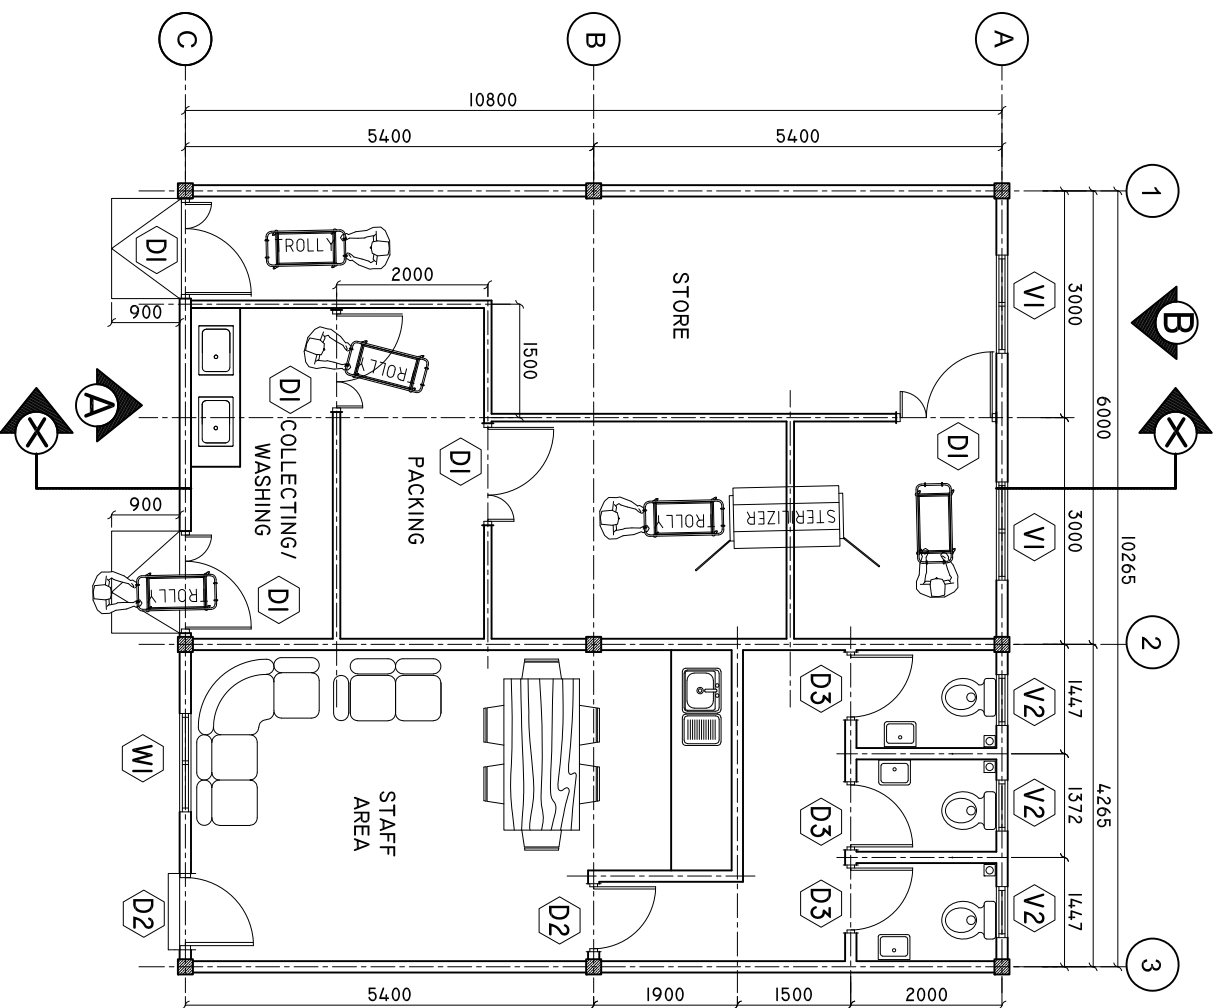 C
B
A
10800
5400
5400
1
DI
TROLLY
2000
STORE
VI
3000
B
900
1500
TROLLY
DI
A
X
COLLECTING/
WASHING
PACKING
DI
DI
X
6000
900
TROLLY
STERILIZER
VI
3000
10265
TROLLY
DI
2
D3
V2
1447
WI
STAFF
AREA
D3
V2
1372
4265
D2
D2
D3
V2
1447
3
5400
1900
1500
2000